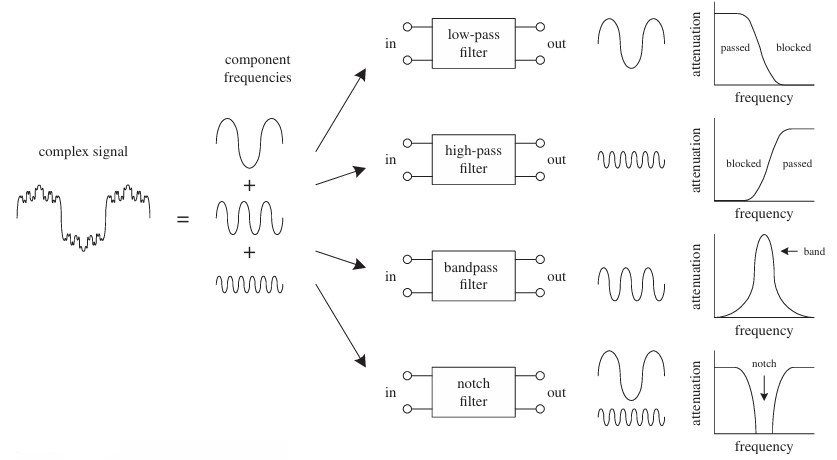 component
frequencies
complex signal
=
+
+
in
low-pass
filter
out
attenuation
passed
blocked
frequency
in
high-pass
filter
out
attenuation
blocked
passed
frequency
in
bandpass
filter
out
attenuation
band
frequency
in
notch
filter
out
attenuation
notch
frequency